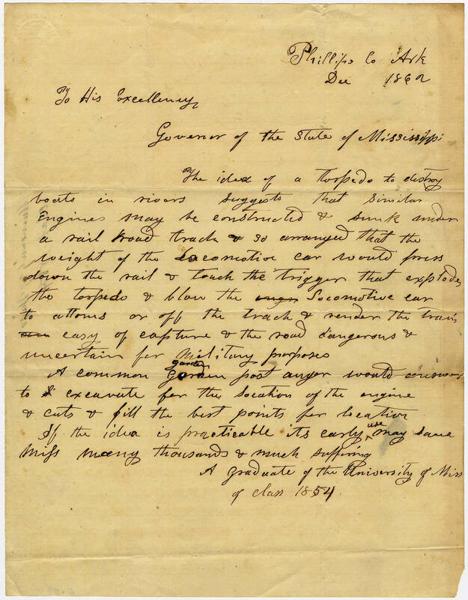 Phillips Co Ark
Dec 1862
To His Excellency,
Governor of the State of Mississippi
The idea of a torpedo to destroy
boats in rivers suggests that similar
Engines may be constructed & sunk under
a rail road track & so arranged that the
weight of the locomotive car would press
down the rail & touch the trigger that explodes
the torpedo & blow the Locomotive car
to attoms or off the track & render the train
easy of capture & the road dangerous &
uncertain for military purposes
A common garden post auger would
to excavate for the location of the engine
& cuts & fill the best points for location
If the idea is practicable its early use may save
Miss many thousands & much suffering
A graduate of the University of Miss
of class 1854